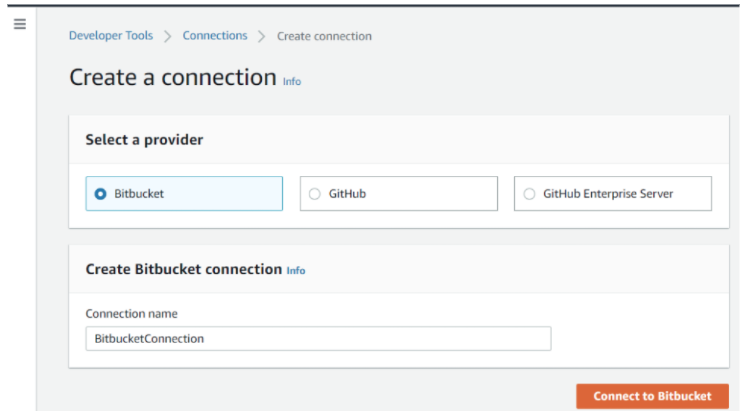 Developer Tools > Connections > Create connection
Create a connection Info
Select a provider
Bitbucket
GitHub
GitHub Enterprise Server
Create Bitbucket connection Info
Connection name
BitbucketConnection
Connect to Bitbucket